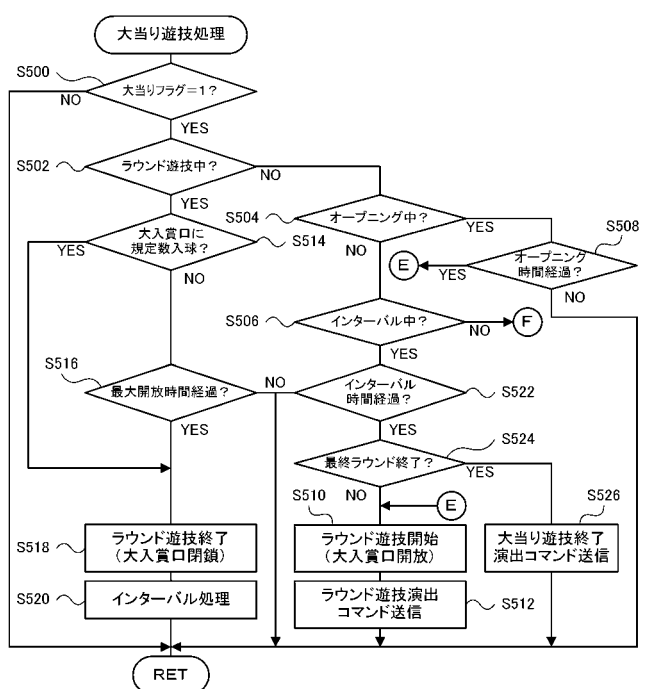 大当り遊技処理
S500
大当りフラグ=1?
NO
YES
S502
ラウンド遊技中?
NO
YES
S504
オープニング中?
YES
NO
S508
オープニング
時間経過?
YES
NO
E
YES
大入賞口に
規定数入球?
S514
NO
S506
インターバル中?
NO
F
YES
S516
最大開放時間経過?
NO
YES
インターバル
時間経過?
S522
YES
S524
最終ラウンド終了?
YES
NO
E
S510
ラウンド遊技開始
(大入賞口開放)
S526
大当り遊技終了
演出コマンド送信
S518
ラウンド遊技終了
(大入賞口閉鎖)
S520
インターバル処理
ラウンド遊技演出
コマンド送信
S512
RET